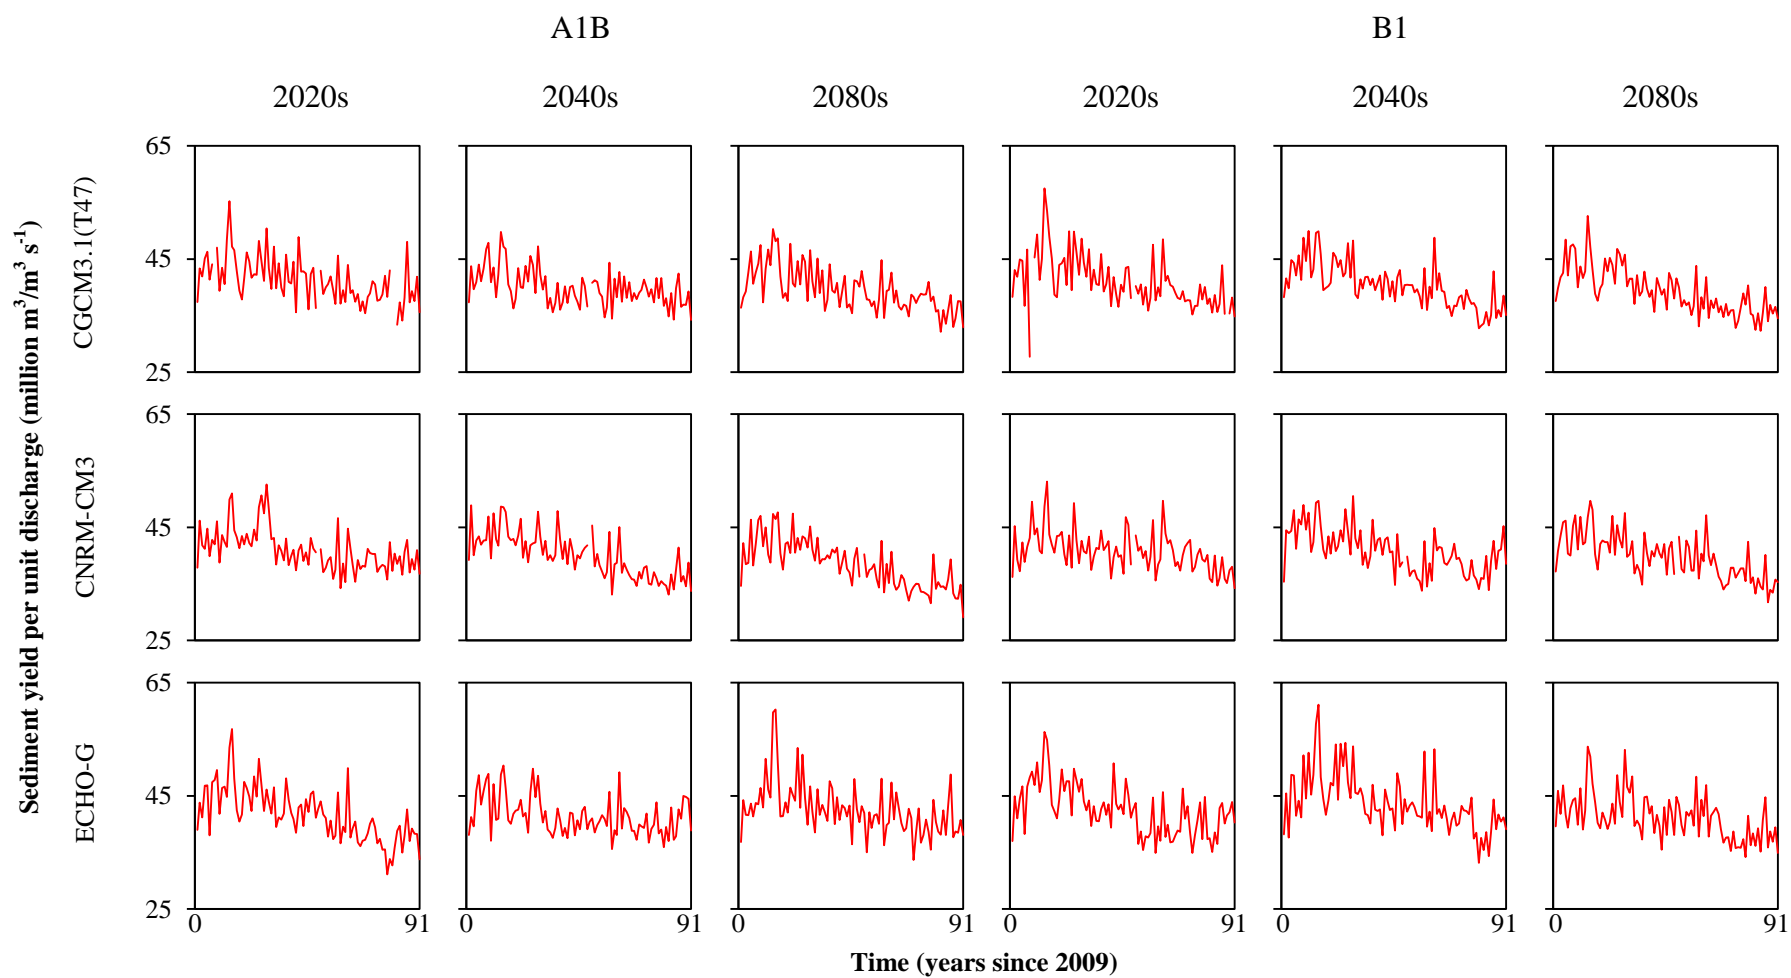 A1B B1
2020s 2040s 2080s 2020s 2040s 2080s
Sediment yield per unit discharge (million m³/m³ s⁻¹)
CGCM3.1(T47)
65
45
25
CNRM-CM3
65
45
25
ECHO-G
65
45
25
0 91 0 91 0 91 0 91 0 91 0 91
Time (years since 2009)